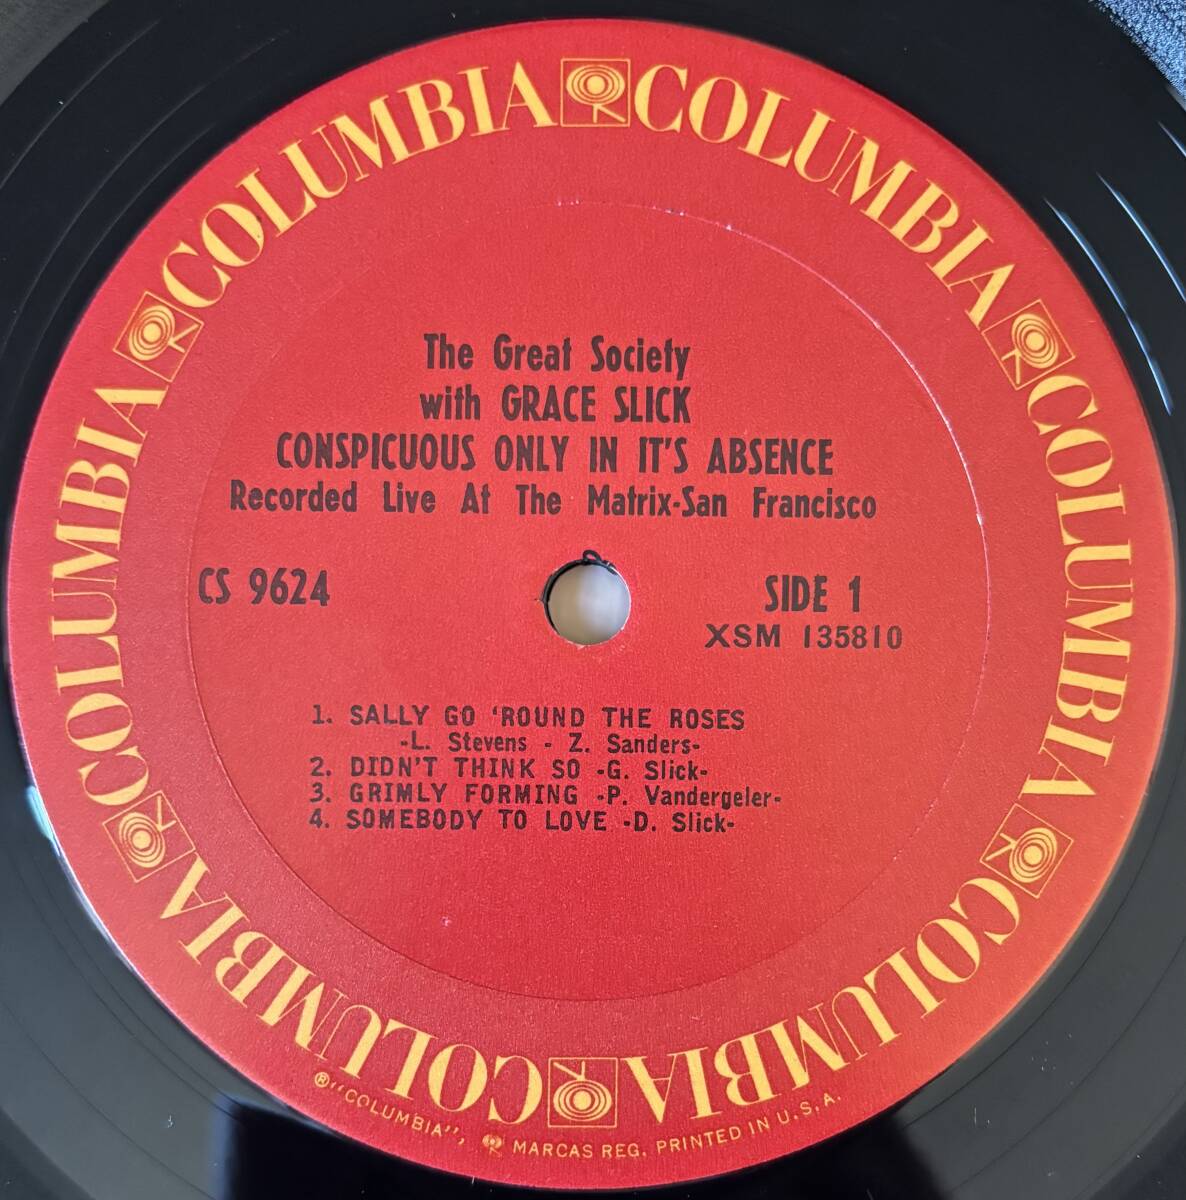 COLUMBIA COLUMBIA COLUMBIA COLUMBIA COLUMBIA COLUMBIA
The Great Society
with GRACE SLICK
CONSPICUOUS ONLY IN IT'S ABSENCE
Recorded Live At The Matrix-San Francisco
CS 9624
SIDE 1
XSM 135810
1. SALLY GO 'ROUND THE ROSES
-L. Stevens - Z. Sanders-
2. DIDN'T THINK SO -G. Slick-
3. GRIMLY FORMING -P. Vandergeler-
4. SOMEBODY TO LOVE -D. Slick-
®"COLUMBIA", MARCAS REG. PRINTED IN U.S.A.